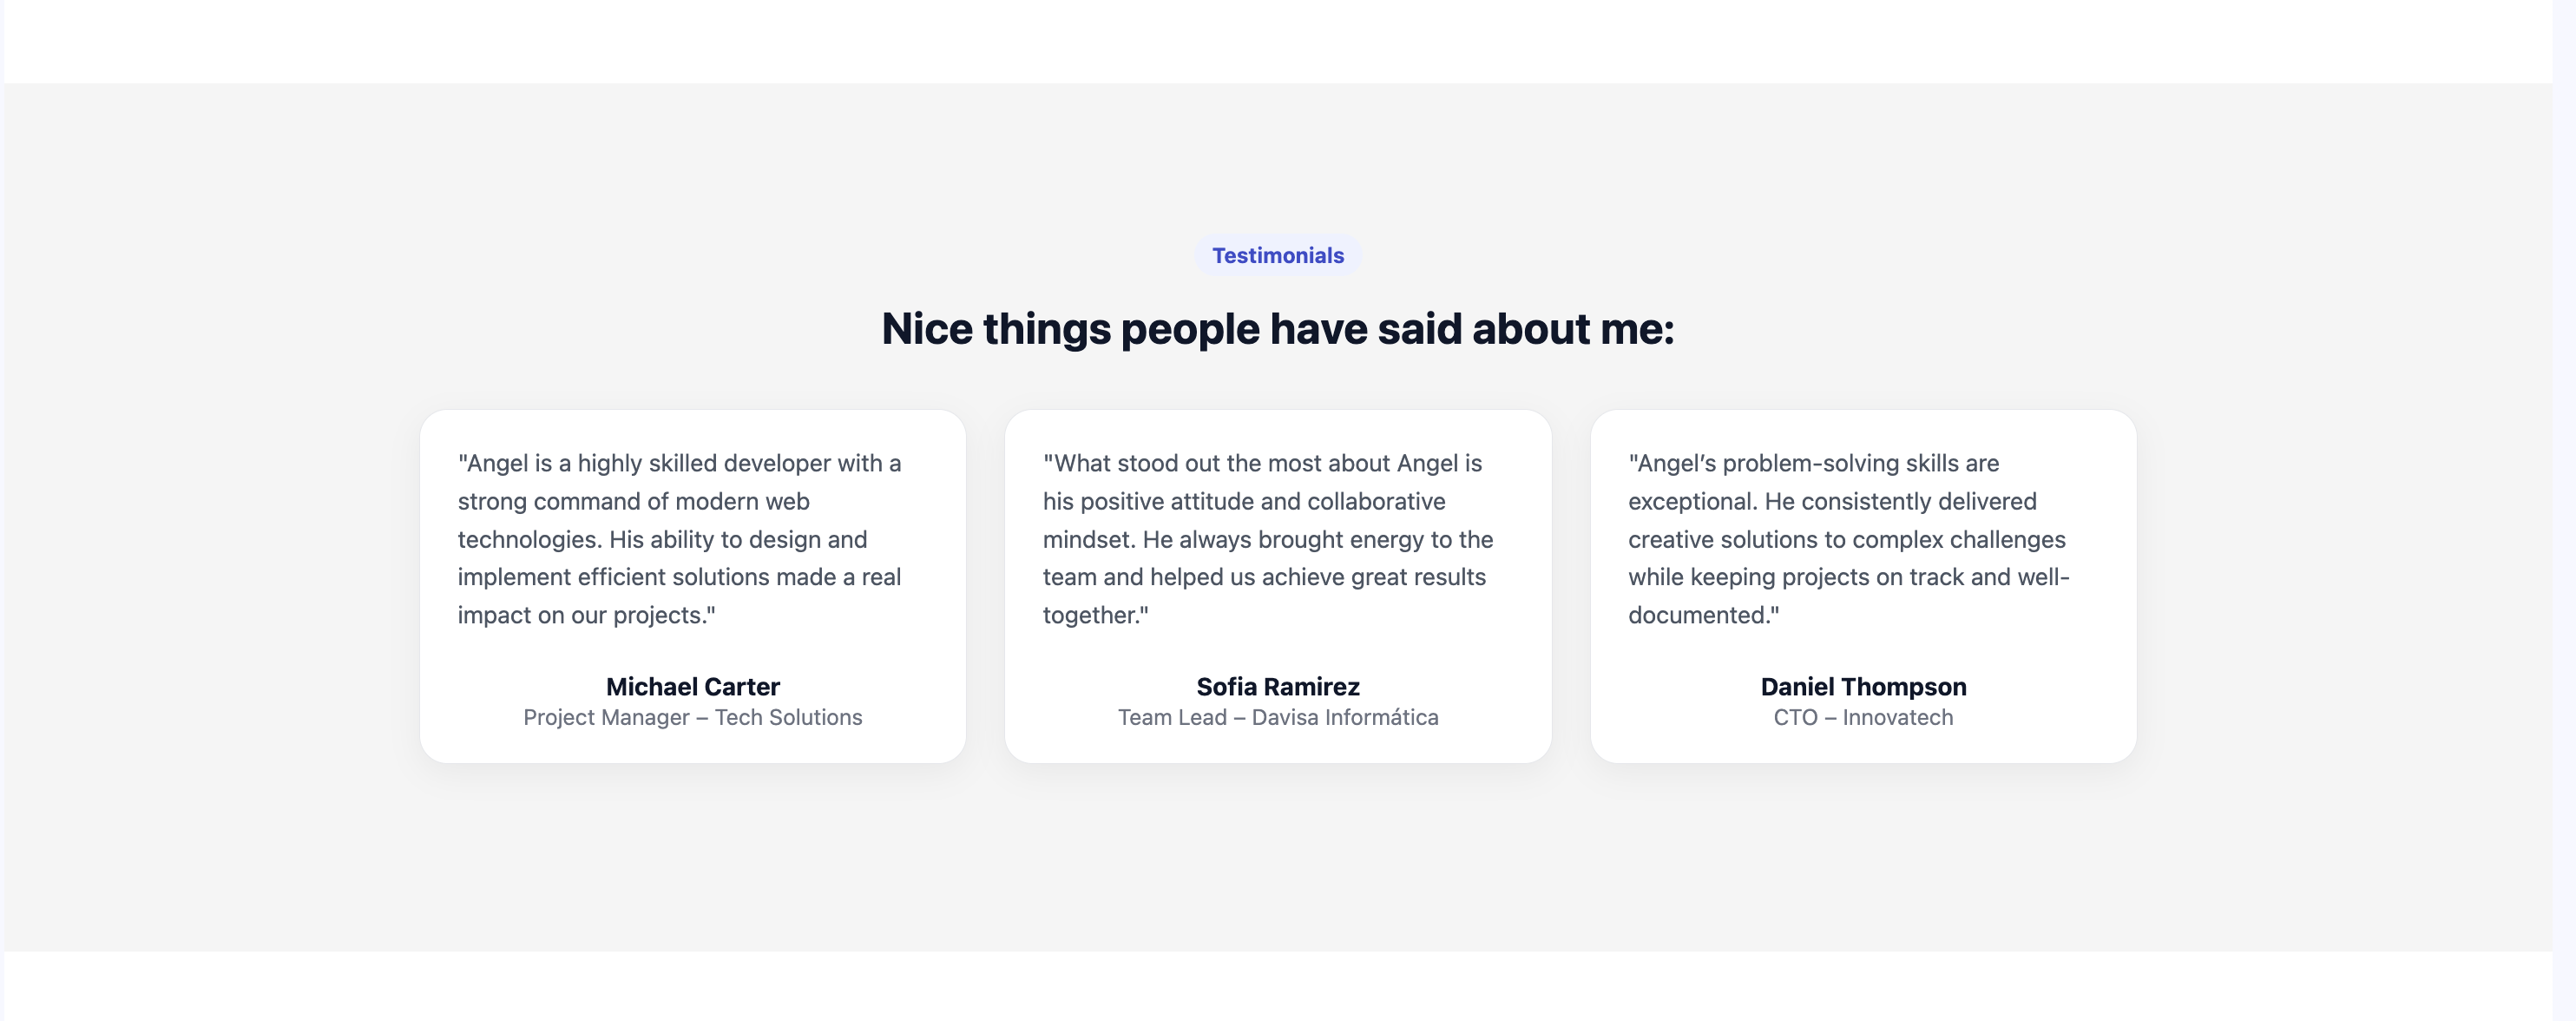 Testimonials
Nice things people have said about me:
"Angel is a highly skilled developer with a
strong command of modern web
technologies. His ability to design and
implement efficient solutions made a real
impact on our projects."
Michael Carter
Project Manager – Tech Solutions
"What stood out the most about Angel is
his positive attitude and collaborative
mindset. He always brought energy to the
team and helped us achieve great results
together."
Sofia Ramirez
Team Lead – Davisa Informática
"Angel’s problem-solving skills are
exceptional. He consistently delivered
creative solutions to complex challenges
while keeping projects on track and well-
documented."
Daniel Thompson
CTO – Innovatech